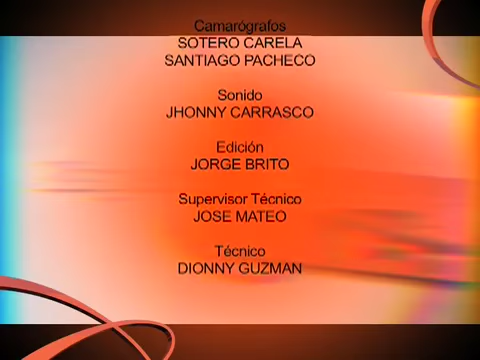 Camarógrafos
SOTERO CARELA
SANTIAGO PACHECO
Sonido
JHONNY CARRASCO
Edición
JORGE BRITO
Supervisor Técnico
JOSE MATEO
Técnico
DIONNY GUZMAN